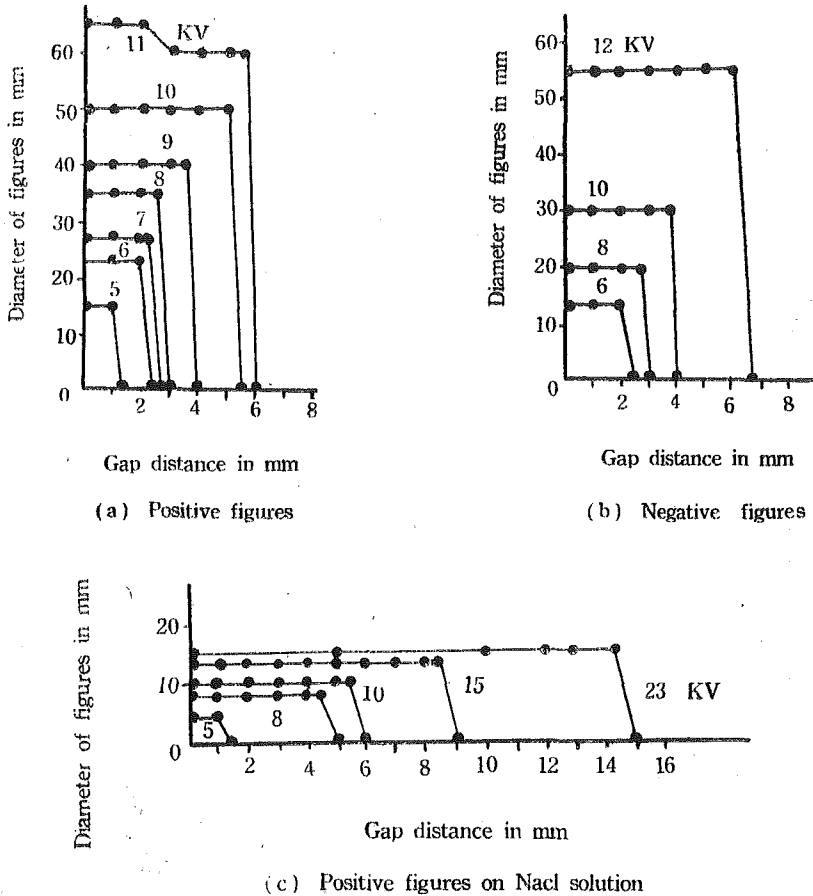 Diameter of figures in mm
60
50
40
30
20
10
0
11 KV
10
9
8
7
6
5
2 4 6 8
Gap distance in mm
(a) Positive figures
Diameter of figures in mm
60
50
40
30
20
10
0
12 KV
10
8
6
2 4 6 8
Gap distance in mm
(b) Negative figures
Diameter of figures in mm
20
10
0
5
8
10
15
23 KV
2 4 6 8 10 12 14 16
Gap distance in mm
(c) Positive figures on Nacl solution